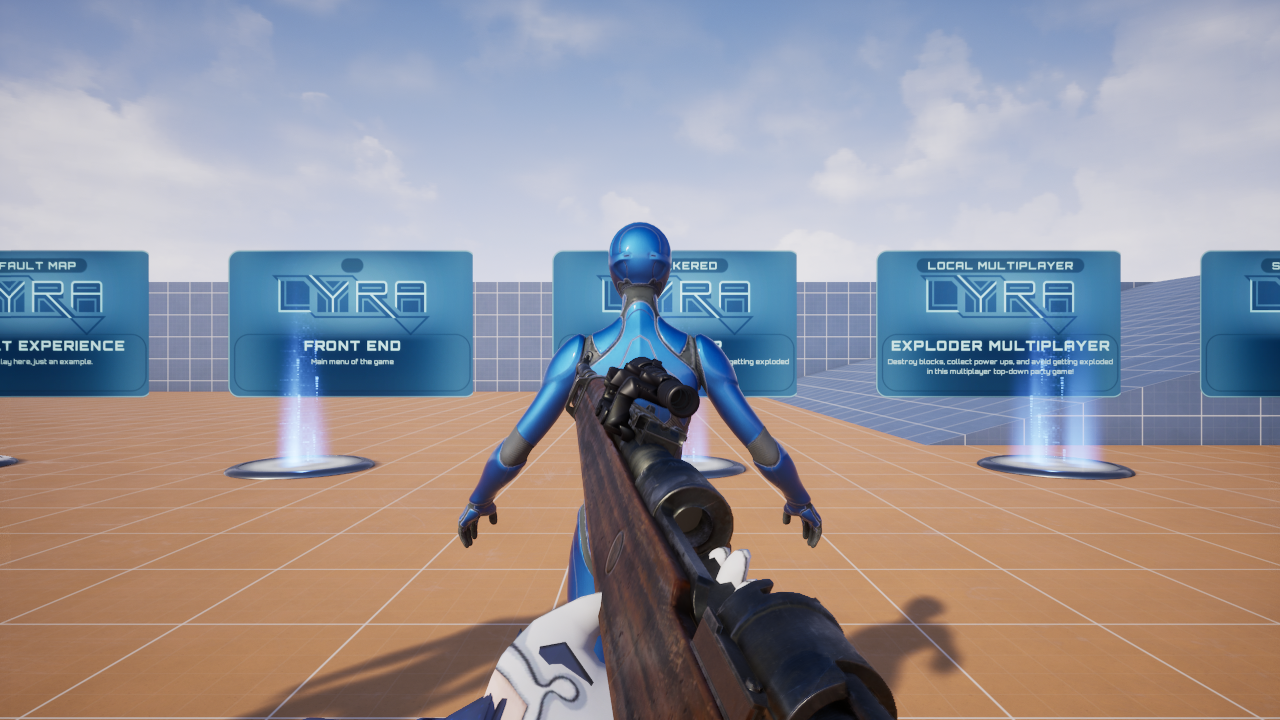 FAULT MAP
YRA
T EXPERIENCE
lay here, just an example.
LYRA
FRONT END
Main menu of the game
KERED
LYRA
getting exploded
LOCAL MULTIPLAYER
LYRA
EXPLODER MULTIPLAYER
Destroy blocks, collect power ups, and avoid getting exploded
in this multiplayer top-down party game!